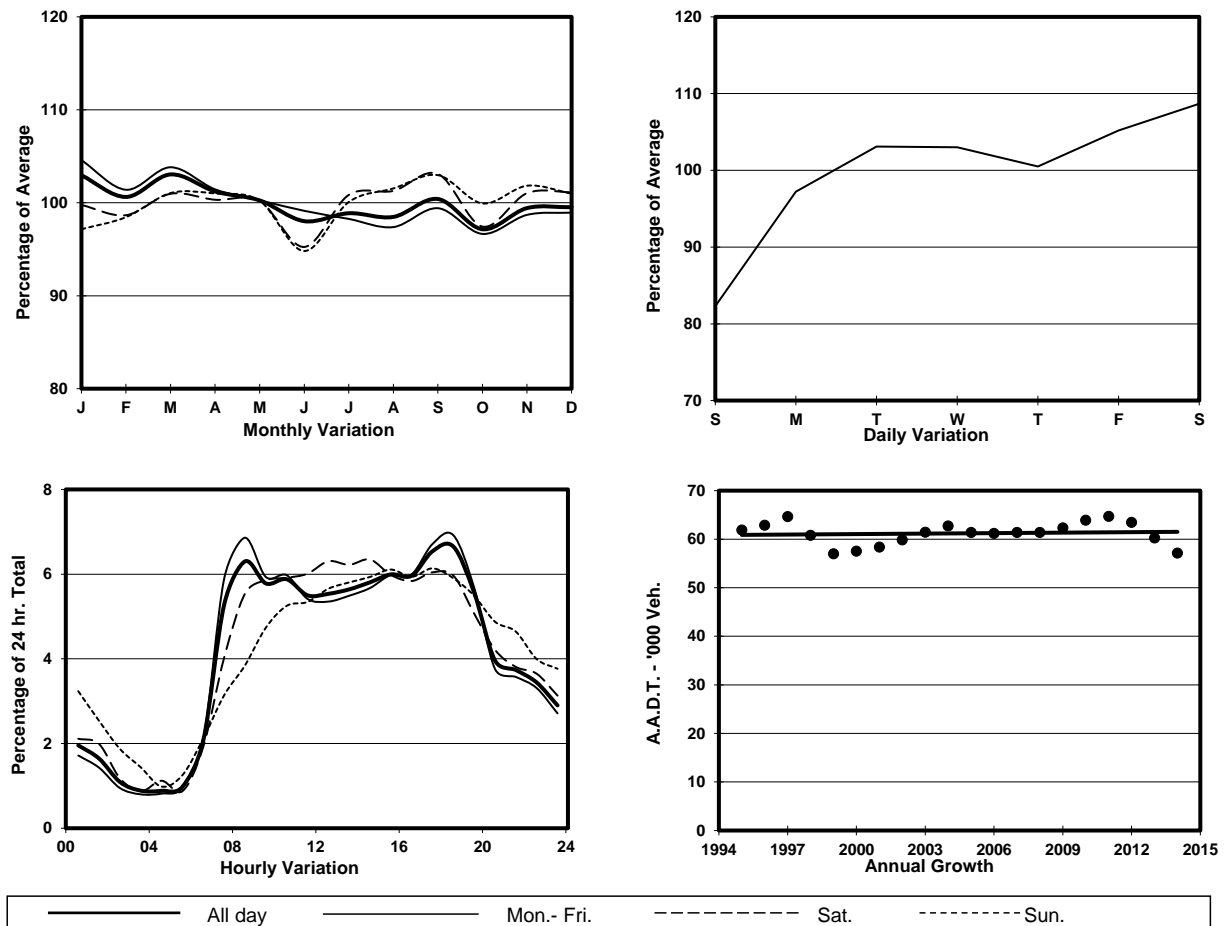 120
110
100
90
80
Percentage of Average
J F M A M J J A S O N D
Monthly Variation
120
110
100
90
80
70
Percentage of Average
S M T W T F S
Daily Variation
8
6
4
2
0
Percentage of 24 hr. Total
00 04 08 12 16 20 24
Hourly Variation
70
60
50
40
30
20
10
0
A.A.D.T. - '000 Veh.
1994 1997 2000 2003 2006 2009 2012 2015
Annual Growth
All day Mon.- Fri. Sat. Sun.